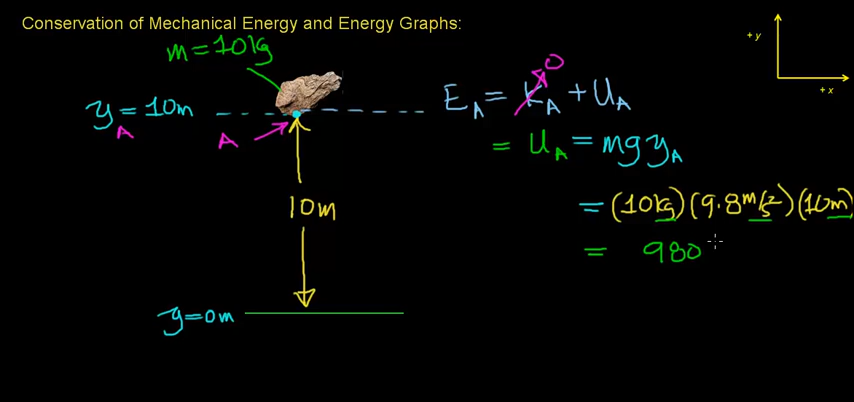 Conservation of Mechanical Energy and Energy Graphs:
m = 10kg
+ y
+ x
y_A = 10m
A
10m
y = 0m
E_A = K_A + U_A
0
= U_A = mgy_A
= (10kg)(9.8m/s²)(10m)
= 980